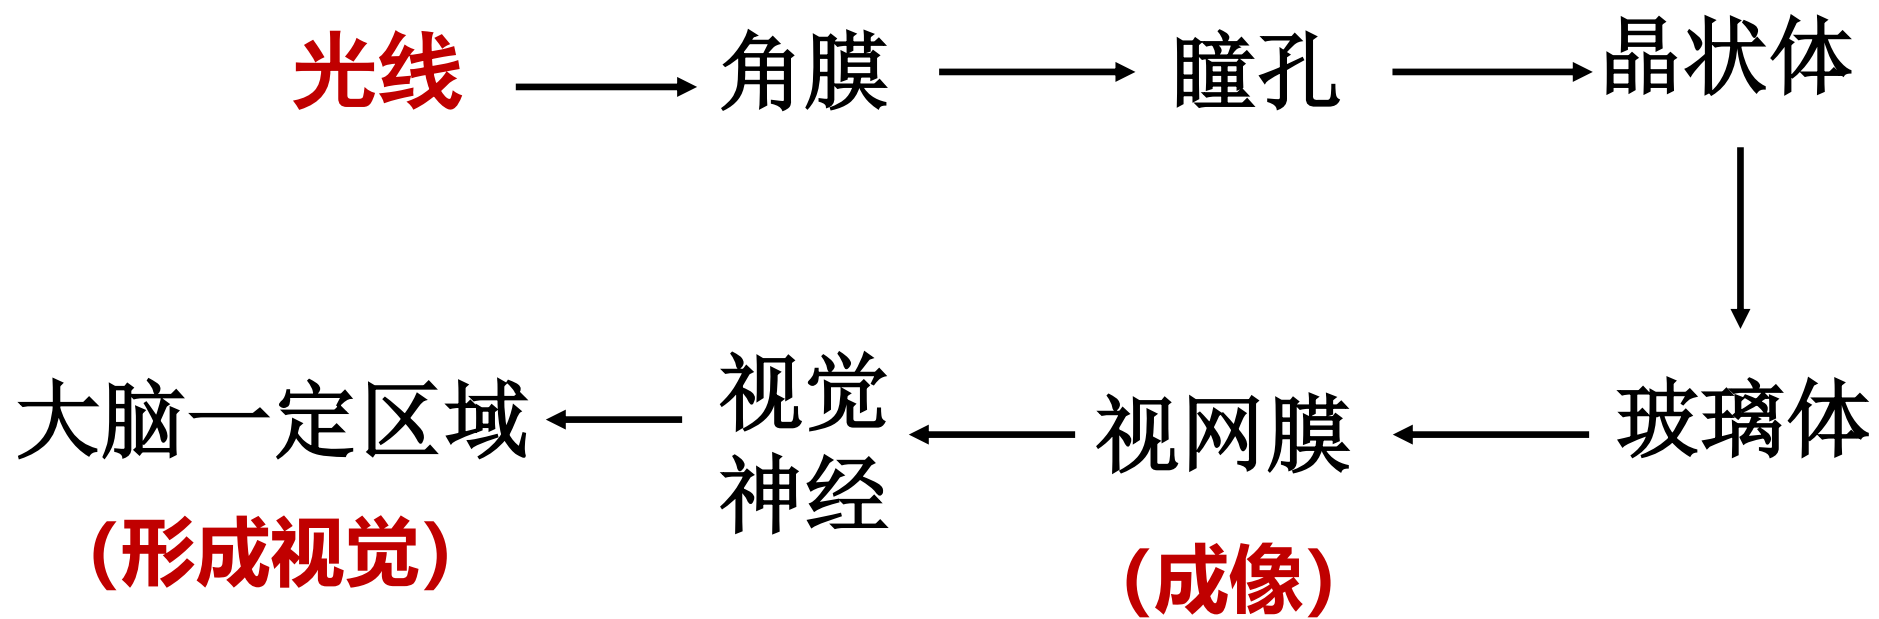 光线
角膜
瞳孔
晶状体
玻璃体
视网膜
(成像)
视觉
神经
大脑一定区域
(形成视觉)